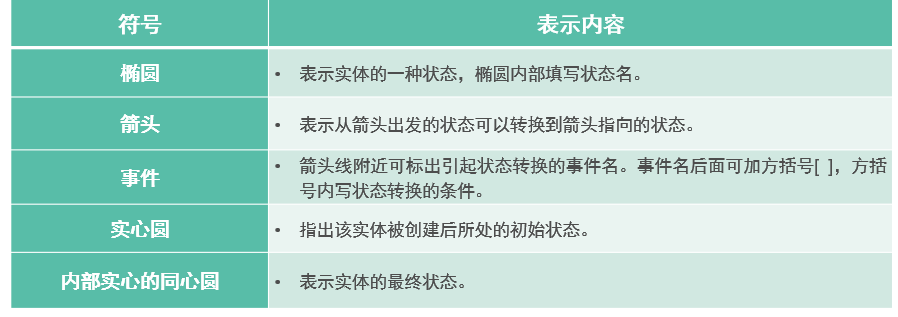 符号
表示内容
椭圆
• 表示实体的一种状态，椭圆内部填写状态名。
箭头
• 表示从箭头出发的状态可以转换到箭头指向的状态。
事件
• 箭头线附近可标出引起状态转换的事件名。事件名后面可加方括号[ ]，方括
号内写状态转换的条件。
实心圆
• 指出该实体被创建后所处的初始状态。
内部实心的同心圆
• 表示实体的最终状态。